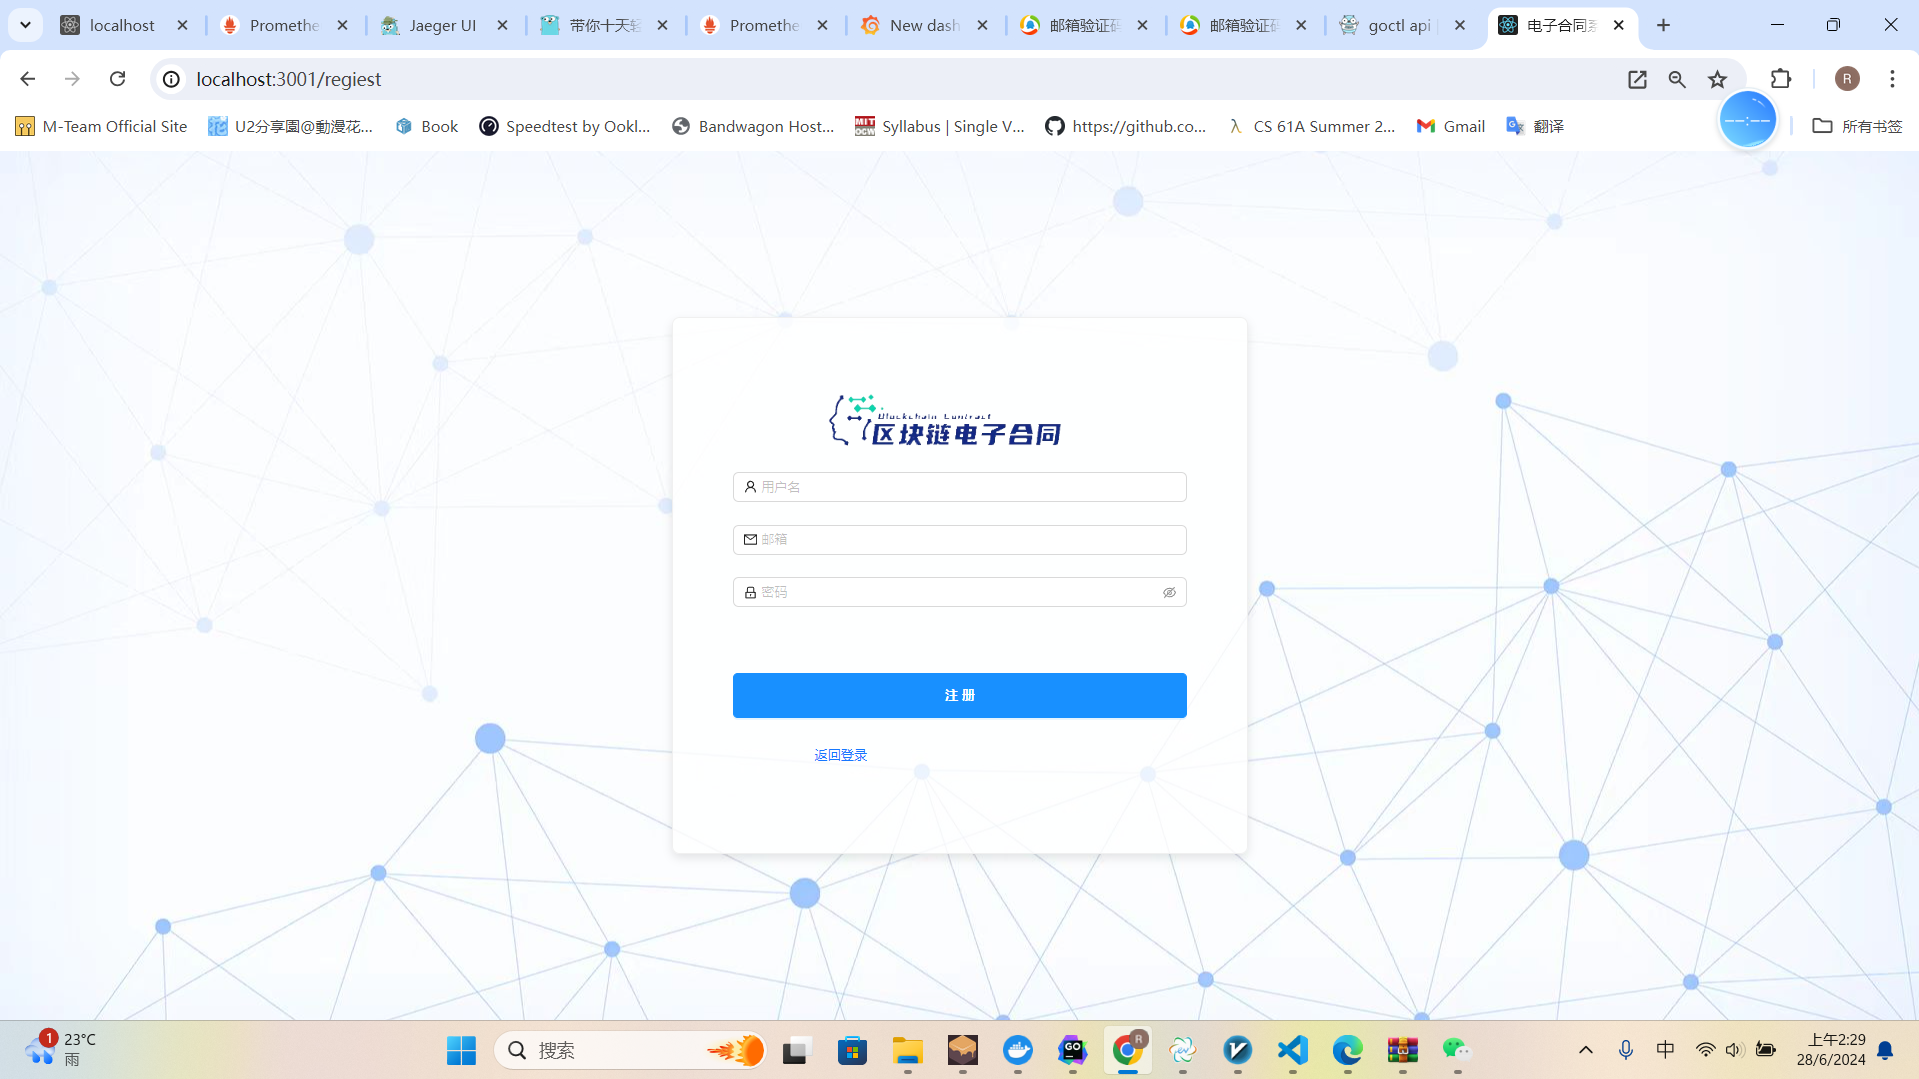 localhost
Promethe
Jaeger UI
带你十天轻
Promethe
New dash
邮箱验证码
邮箱验证码
goctl api
电子合同系
localhost:3001/regiest
R
M-Team Official Site
U2分享園@動漫花...
Book
Speedtest by Ookl...
Bandwagon Host...
Syllabus | Single V...
https://github.co...
CS 61A Summer 2...
Gmail
翻译
--:--
所有书签
Blockchain Contract
区块链电子合同
用户名
邮箱
密码
注 册
返回登录
1
23°C
雨
搜索
GO
R
中
上午2:29
28/6/2024